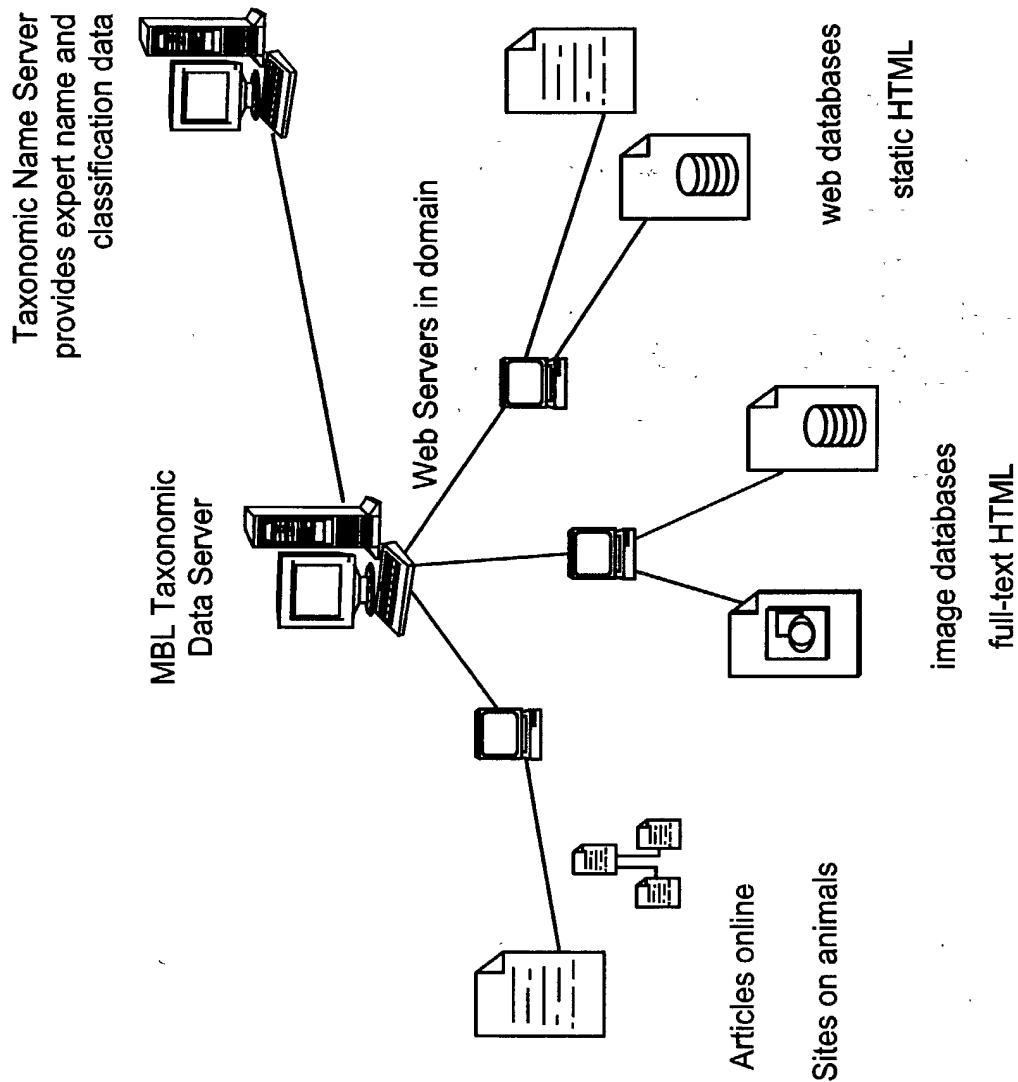 Taxonomic Name Server
provides expert name and
classification data
MBL Taxonomic
Data Server
Web Servers in domain
web databases
static HTML
image databases
full-text HTML
Articles online
Sites on animals